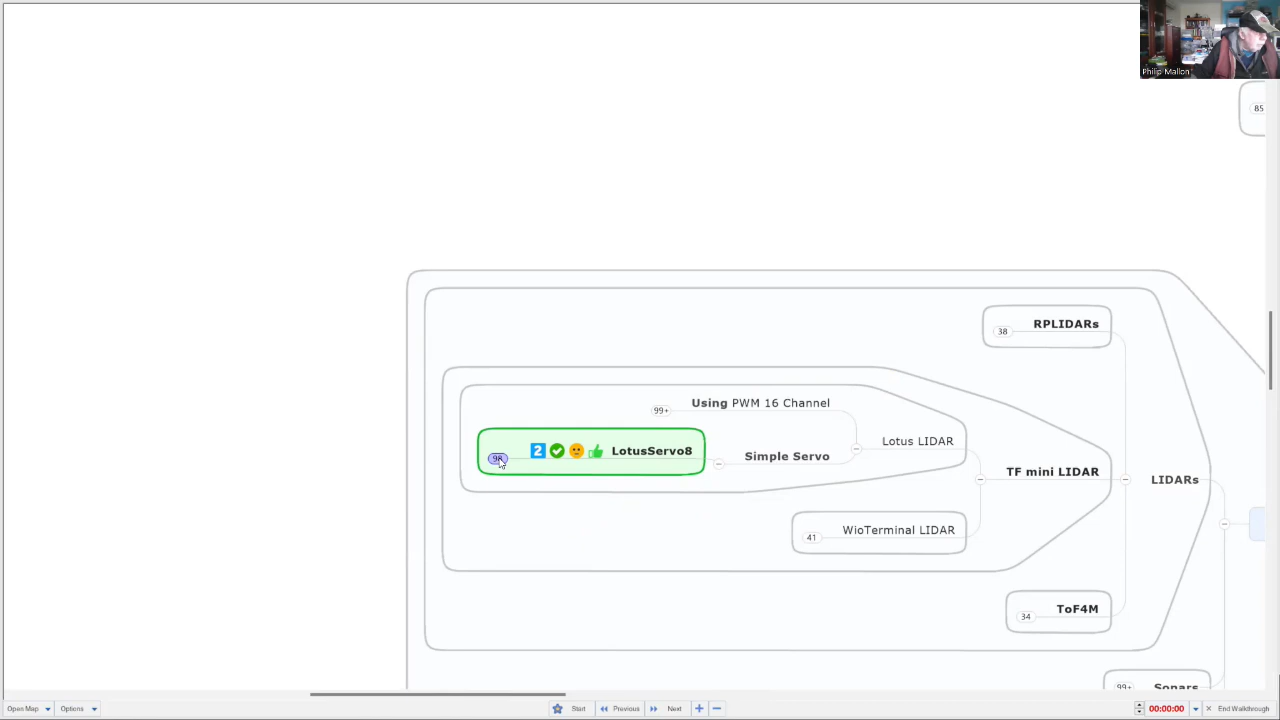 Philip Mallon
85
RPLIDARs
38
Using PWM 16 Channel
99+
Lotus LIDAR
2 LotusServo8
98
Simple Servo
TF mini LIDAR
LIDARs
WioTerminal LIDAR
41
ToF4M
34
Sonars
99+
Open Map Options Start Previous Next 00:00:00 End Walkthrough